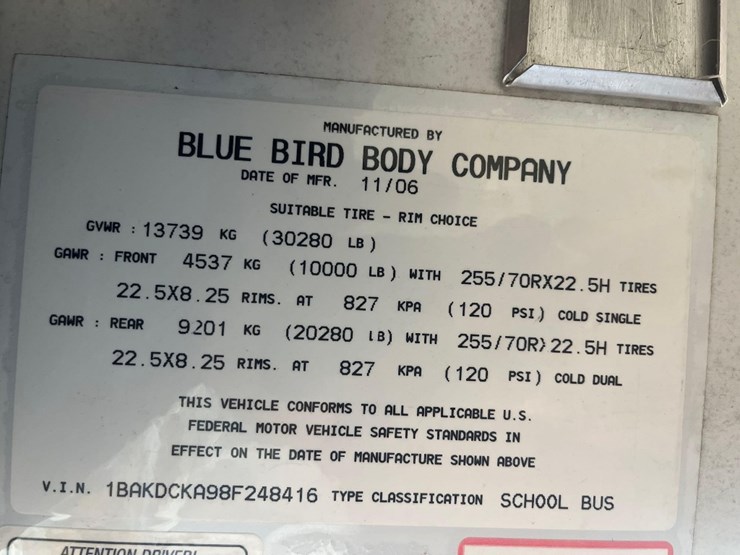 MANUFACTURED BY
BLUE BIRD BODY COMPANY
DATE OF MFR. 11/06
SUITABLE TIRE - RIM CHOICE
GVWR : 13739 KG (30280 LB)
GAWR : FRONT 4537 KG (10000 LB) WITH 255/70RX22.5H TIRES
22.5X8.25 RIMS. AT 827 KPA (120 PSI) COLD SINGLE
GAWR : REAR 9201 KG (20280 LB) WITH 255/70RX22.5H TIRES
22.5X8.25 RIMS. AT 827 KPA (120 PSI) COLD DUAL
THIS VEHICLE CONFORMS TO ALL APPLICABLE U.S.
FEDERAL MOTOR VEHICLE SAFETY STANDARDS IN
EFFECT ON THE DATE OF MANUFACTURE SHOWN ABOVE
V.I.N. 1BAKDCKA98F248416 TYPE CLASSIFICATION SCHOOL BUS
ATTENTION DRIVER!